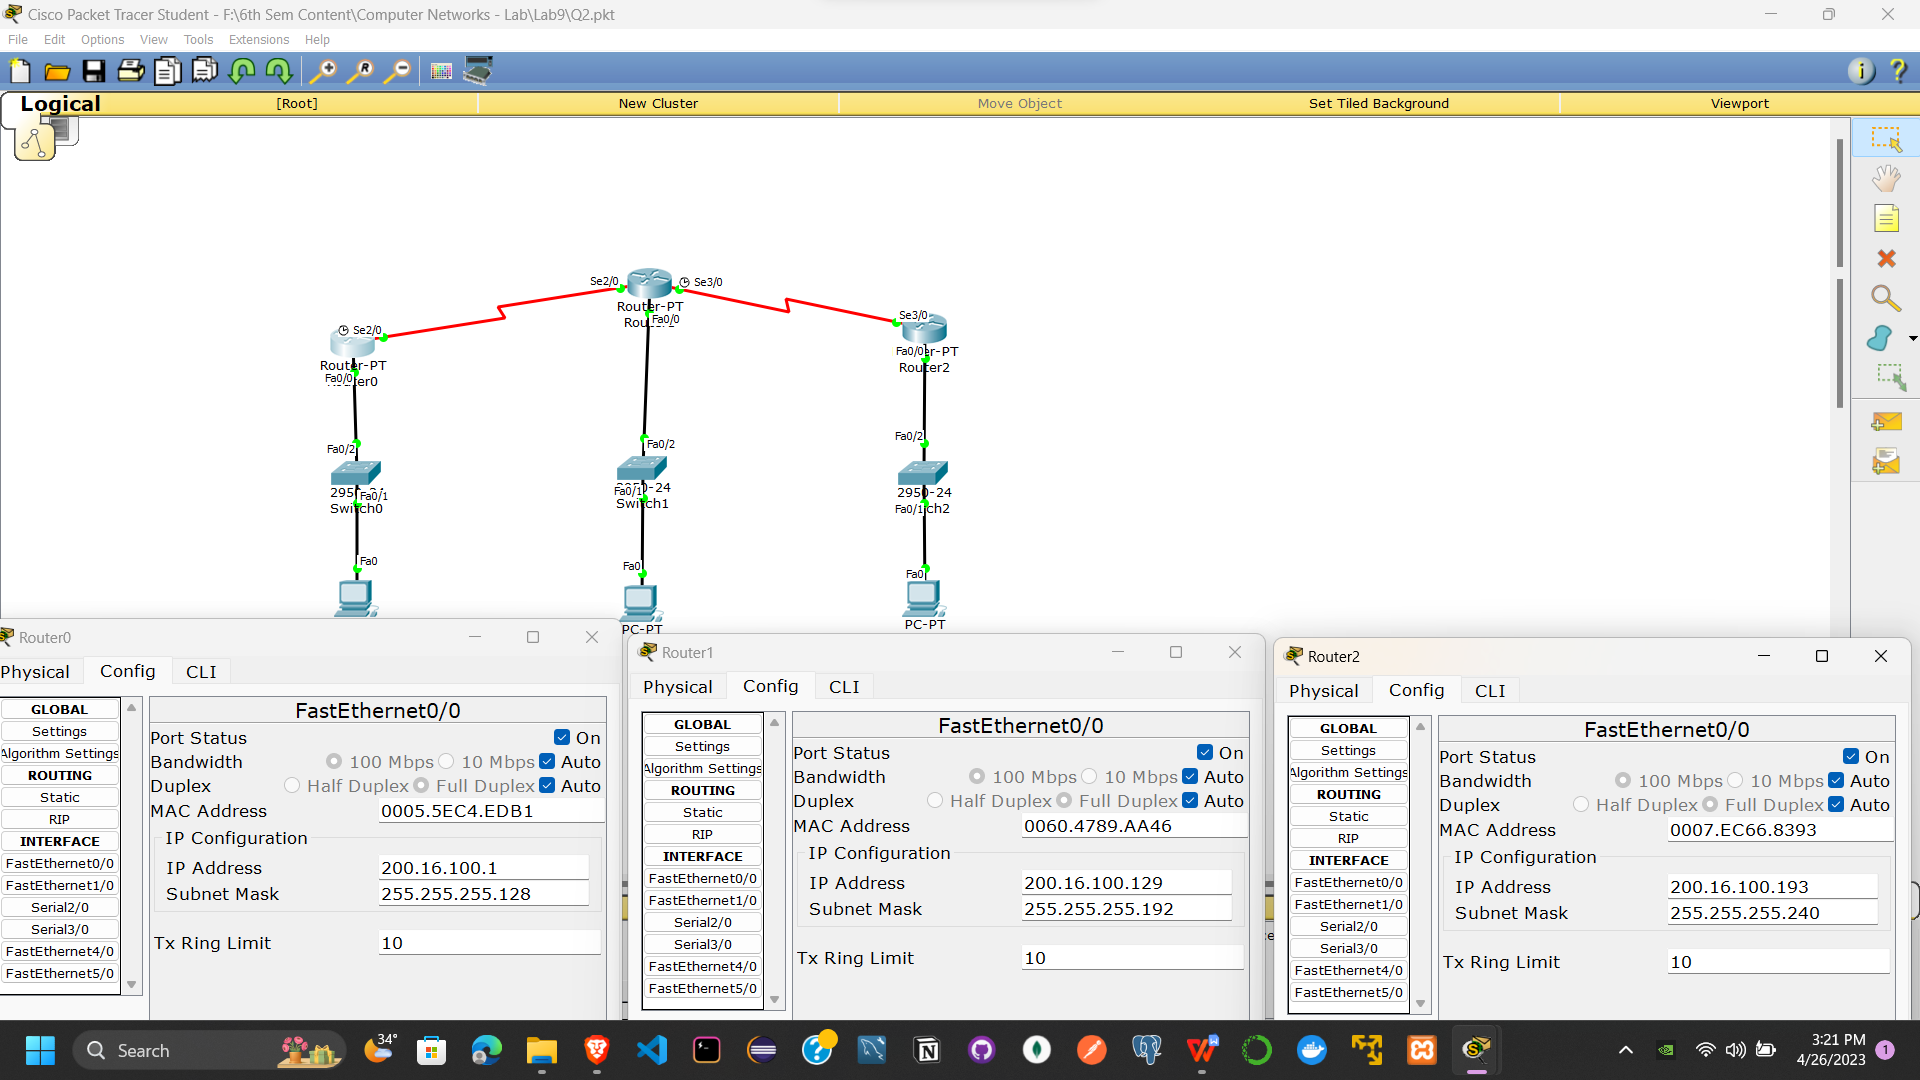 Cisco Packet Tracer Student - F:\6th Sem Content\Computer Networks - Lab\Lab9\Q2.pkt
File Edit Options View Tools Extensions Help
Logical [Root] New Cluster Move Object Set Tiled Background Viewport
Se2/0 Se3/0
Router-PT
Fa0/0
Se2/0
Router-PT
Fa0/0
Se3/0
Fa0/0
Router2
Fa0/2
Fa0/1
Switch0
Fa0
Fa0/2
Fa0/1
Switch1
Fa0
PC-PT
Fa0/2
2950-24
Fa0/1
Fa0
PC-PT
Router0
Physical Config CLI
GLOBAL
Settings
Algorithm Settings
ROUTING
Static
RIP
INTERFACE
FastEthernet0/0
FastEthernet1/0
Serial2/0
Serial3/0
FastEthernet4/0
FastEthernet5/0
FastEthernet0/0
Port Status On
Bandwidth 100 Mbps 10 Mbps Auto
Duplex Half Duplex Full Duplex Auto
MAC Address 0005.5EC4.EDB1
IP Configuration
IP Address 200.16.100.1
Subnet Mask 255.255.255.128
Tx Ring Limit 10
Router1
Physical Config CLI
GLOBAL
Settings
Algorithm Settings
ROUTING
Static
RIP
INTERFACE
FastEthernet0/0
FastEthernet1/0
Serial2/0
Serial3/0
FastEthernet4/0
FastEthernet5/0
FastEthernet0/0
Port Status On
Bandwidth 100 Mbps 10 Mbps Auto
Duplex Half Duplex Full Duplex Auto
MAC Address 0060.4789.AA46
IP Configuration
IP Address 200.16.100.129
Subnet Mask 255.255.255.192
Tx Ring Limit 10
Router2
Physical Config CLI
GLOBAL
Settings
Algorithm Settings
ROUTING
Static
RIP
INTERFACE
FastEthernet0/0
FastEthernet1/0
Serial2/0
Serial3/0
FastEthernet4/0
FastEthernet5/0
FastEthernet0/0
Port Status On
Bandwidth 100 Mbps 10 Mbps Auto
Duplex Half Duplex Full Duplex Auto
MAC Address 0007.EC66.8393
IP Configuration
IP Address 200.16.100.193
Subnet Mask 255.255.255.240
Tx Ring Limit 10
Search
34°
3:21 PM
4/26/2023
1